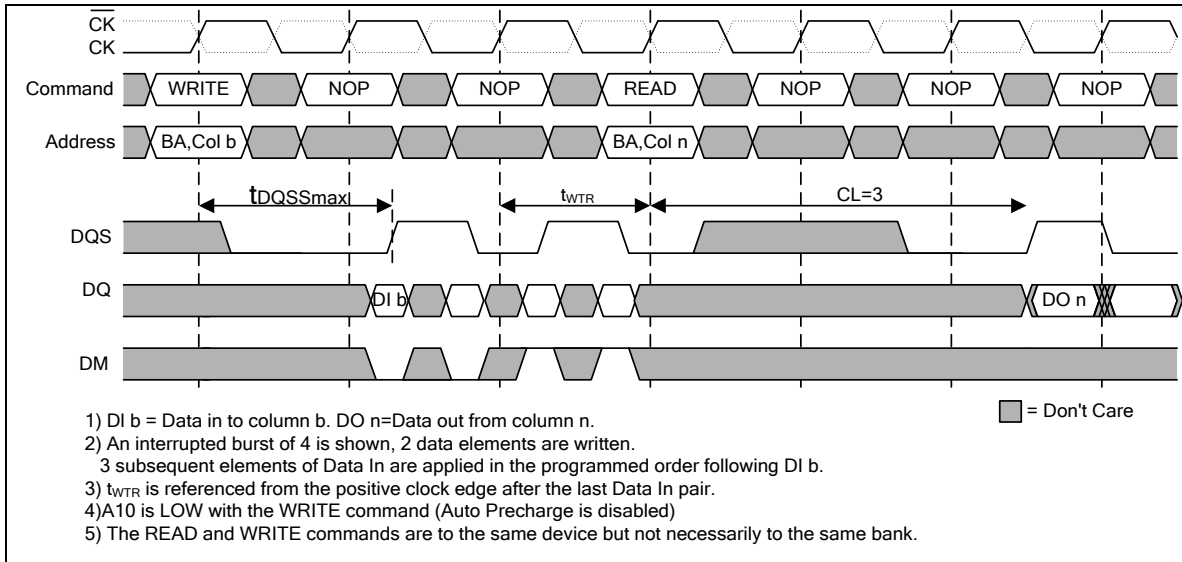 CK
CK
Command WRITE NOP NOP READ NOP NOP NOP
Address BA,Col b BA,Col n
tDQSSmax tWTR CL=3
DQS
DQ DI b DO n
DM
1) DI b = Data in to column b. DO n=Data out from column n.
= Don't Care
2) An interrupted burst of 4 is shown, 2 data elements are written.
3 subsequent elements of Data In are applied in the programmed order following DI b.
3) tWTR is referenced from the positive clock edge after the last Data In pair.
4)A10 is LOW with the WRITE command (Auto Precharge is disabled)
5) The READ and WRITE commands are to the same device but not necessarily to the same bank.